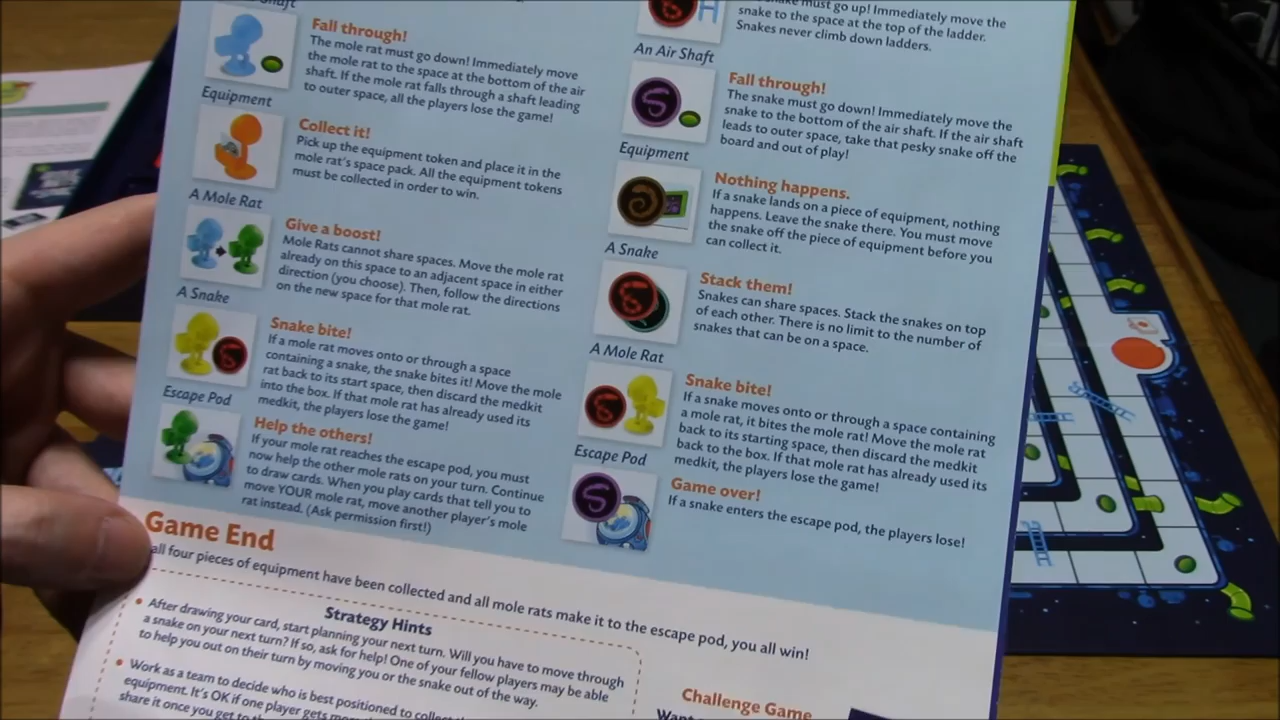 Shaft
Fall through!
The mole rat must go down! Immediately move
the mole rat to the space at the bottom of the air
shaft. If the mole rat falls through a shaft leading
to outer space, all the players lose the game!
Equipment
Collect it!
Pick up the equipment token and place it in the
mole rat's space pack. All the equipment tokens
must be collected in order to win.
A Mole Rat
Give a boost!
Mole Rats cannot share spaces. Move the mole rat
already on this space to an adjacent space in either
direction (you choose). Then, follow the directions
on the new space for that mole rat.
A Snake
Snake bite!
If a mole rat moves onto or through a space
containing a snake, the snake bites it! Move the mole
rat back to its start space, then discard the medkit
into the box. If that mole rat has already used its
medkit, the players lose the game!
Escape Pod
Help the others!
If your mole rat reaches the escape pod, you must
now help the other mole rats on your turn. Continue
to draw cards. When you play cards that tell you to
move YOUR mole rat, move another player's mole
rat instead. (Ask permission first!)
must go up! Immediately move the
snake to the space at the top of the ladder.
Snakes never climb down ladders.
An Air Shaft
Fall through!
The snake must go down! Immediately move the
snake to the bottom of the air shaft. If the air shaft
leads to outer space, take that pesky snake off the
board and out of play!
Equipment
Nothing happens.
If a snake lands on a piece of equipment, nothing
happens. Leave the snake there. You must move
the snake off the piece of equipment before you
can collect it.
A Snake
Stack them!
Snakes can share spaces. Stack the snakes on top
of each other. There is no limit to the number of
snakes that can be on a space.
A Mole Rat
Snake bite!
If a snake moves onto or through a space containing
a mole rat, it bites the mole rat! Move the mole rat
back to its starting space, then discard the medkit
back to the box. If that mole rat has already used its
medkit, the players lose the game!
Escape Pod
Game over!
If a snake enters the escape pod, the players lose!
Game End
all four pieces of equipment have been collected and all mole rats make it to the escape pod, you all win!
Strategy Hints
• After drawing your card, start planning your next turn. Will you have to move through
a snake on your next turn? If so, ask for help! One of your fellow players may be able
to help you out on their turn by moving you or the snake out of the way.
• Work as a team to decide who is best positioned to collect
equipment. It's OK if one player gets
share it once you get to
Challenge Game